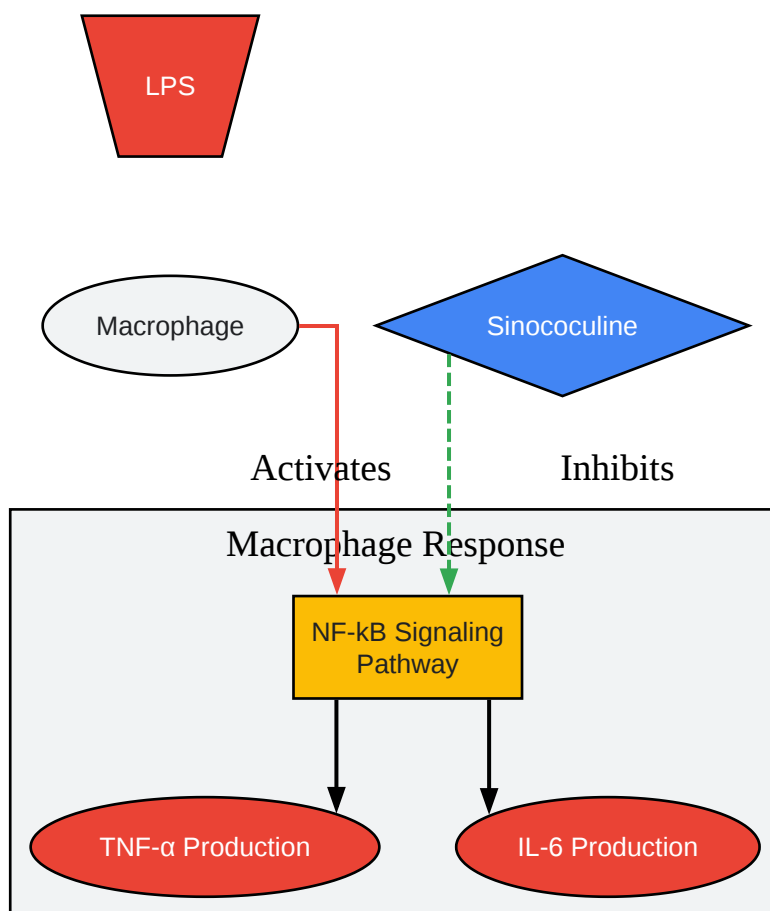 LPS
Macrophage
Sinococuline
Activates
Inhibits
Macrophage Response
NF-kB Signaling
Pathway
TNF-α Production
IL-6 Production